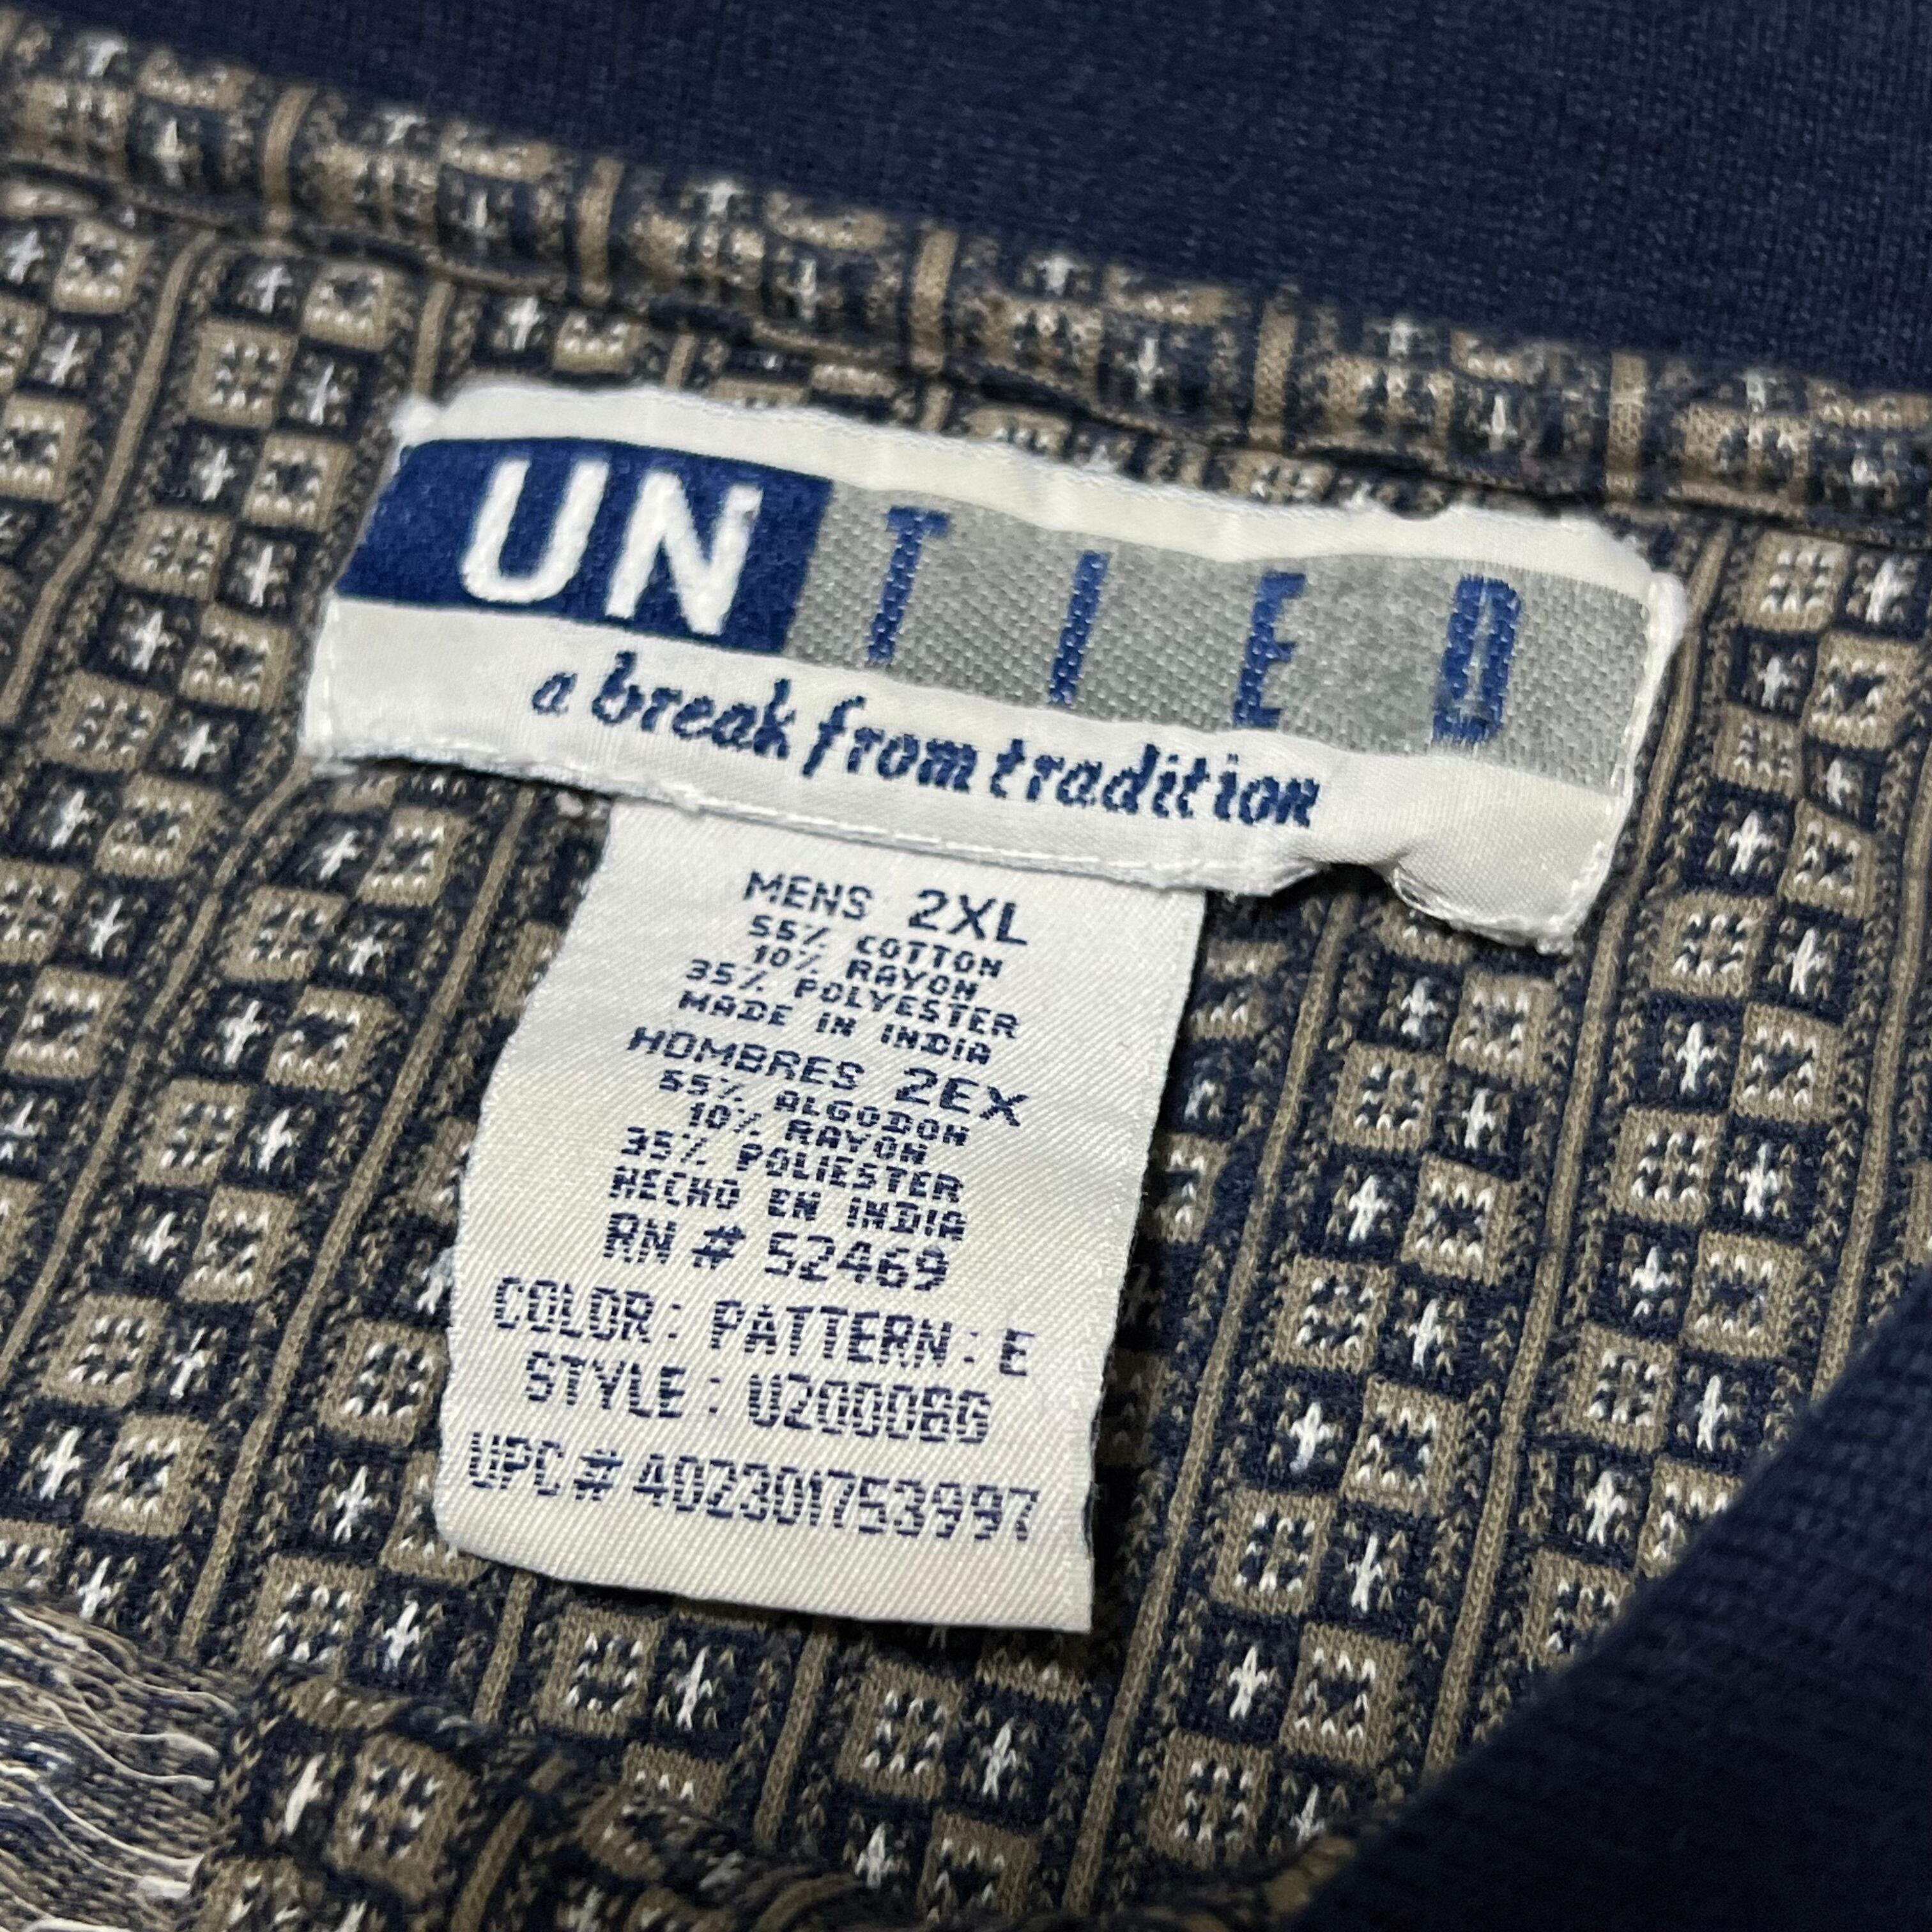 UNTIED
a break from tradition
MENS 2XL
55% COTTON
10% RAYON
35% POLYESTER
MADE IN INDIA
HOMBRES 2EX
55% ALGODON
10% RAYON
35% POLIESTER
HECHO EN INDIA
RN # 52469
COLOR: PATTERN: E
STYLE: U20006G
UPC # 402301753997